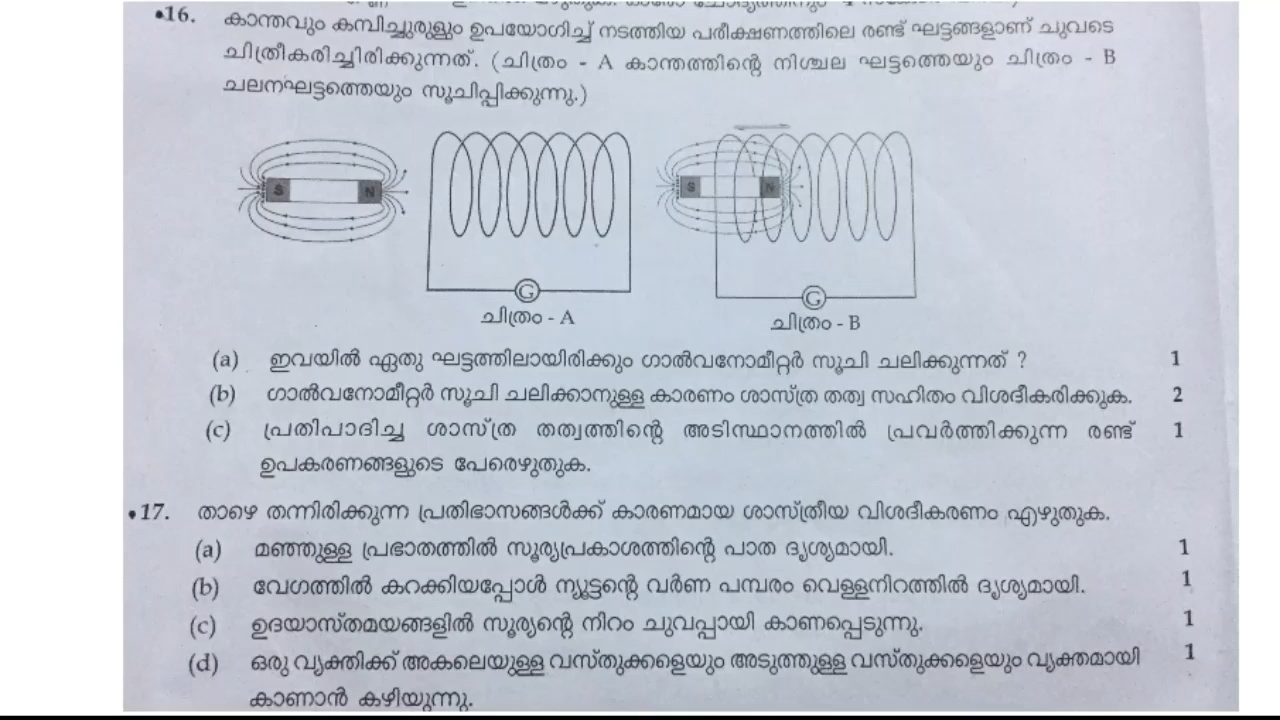 •16. കാന്തവും കമ്പിച്ചുരുളും ഉപയോഗിച്ച് നടത്തിയ പരീക്ഷണത്തിലെ രണ്ട് ഘട്ടങ്ങളാണ് ചുവടെ
ചിത്രീകരിച്ചിരിക്കുന്നത്. (ചിത്രം - A കാന്തത്തിന്റെ നിശ്ചല ഘട്ടത്തെയും ചിത്രം - B
ചലനഘട്ടത്തെയും സൂചിപ്പിക്കുന്നു.)
S N S N
G G
ചിത്രം - A ചിത്രം - B
(a) ഇവയിൽ ഏതു ഘട്ടത്തിലായിരിക്കും ഗാൽവനോമീറ്റർ സൂചി ചലിക്കുന്നത് ? 1
(b) ഗാൽവനോമീറ്റർ സൂചി ചലിക്കാനുള്ള കാരണം ശാസ്ത്ര തത്വ സഹിതം വിശദീകരിക്കുക. 2
(c) പ്രതിപാദിച്ച ശാസ്ത്ര തത്വത്തിന്റെ അടിസ്ഥാനത്തിൽ പ്രവർത്തിക്കുന്ന രണ്ട് 1
ഉപകരണങ്ങളുടെ പേരെഴുതുക.
•17. താഴെ തന്നിരിക്കുന്ന പ്രതിഭാസങ്ങൾക്ക് കാരണമായ ശാസ്ത്രീയ വിശദീകരണം എഴുതുക.
(a) മഞ്ഞുള്ള പ്രഭാതത്തിൽ സൂര്യപ്രകാശത്തിന്റെ പാത ദൃശ്യമായി. 1
(b) വേഗത്തിൽ കറക്കിയപ്പോൾ ന്യൂട്ടന്റെ വർണ പമ്പരം വെള്ളനിറത്തിൽ ദൃശ്യമായി. 1
(c) ഉദയാസ്തമയങ്ങളിൽ സൂര്യന്റെ നിറം ചുവപ്പായി കാണപ്പെടുന്നു. 1
(d) ഒരു വ്യക്തിക്ക് അകലെയുള്ള വസ്തുക്കളെയും അടുത്തുള്ള വസ്തുക്കളെയും വ്യക്തമായി 1
കാണാൻ കഴിയുന്നു.